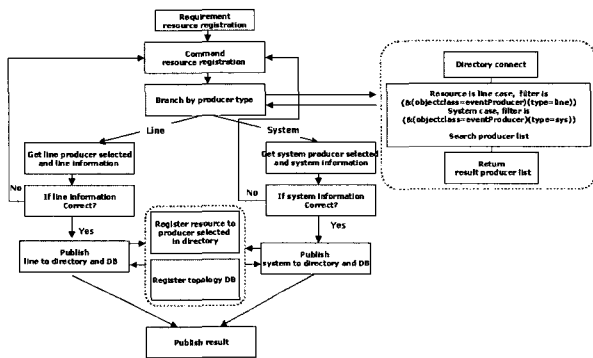 Requirement
resource registration
Command
resource registration
Branch by producer type
Line
System
Get line producer selected
and line information
Get system producer selected
and system information
No
No
If line information
Correct?
If system information
Correct?
Yes
Yes
Publish
line to directory and DB
Register resource to
producer selected
in directory
Register topology DB
Publish
system to directory and DB
Publish result
Directory connect
Resource is line case, filter is
(&(objectclass=eventProducer)(type=line))
System case, filter is
(&(objectclass=eventProducer)(type=sys))
Search producer list
Return
result producer list